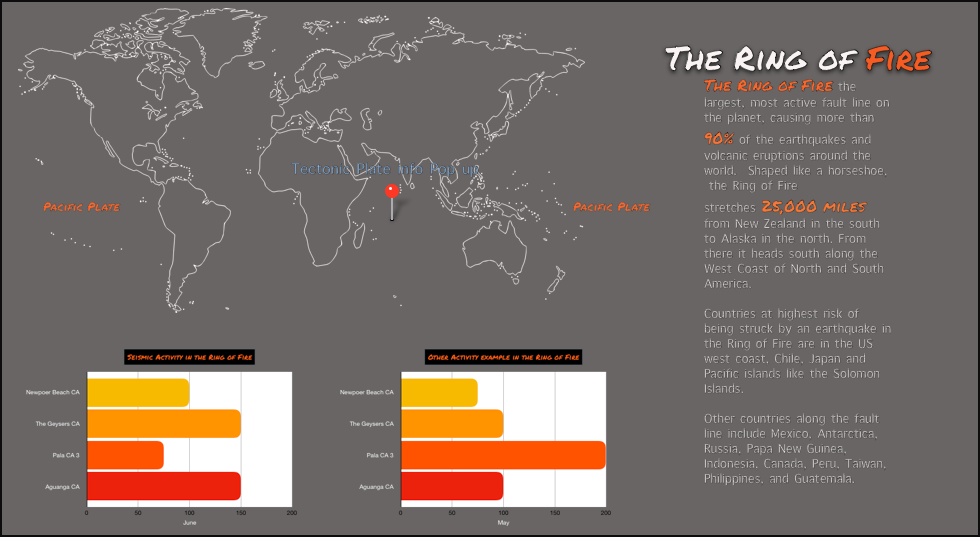 The Ring of Fire
The Ring of Fire the
largest, most active fault line on
the planet, causing more than
90% of the earthquakes and
volcanic eruptions around the
world. Shaped like a horseshoe,
the Ring of Fire
stretches 25,000 miles
from New Zealand in the south
to Alaska in the north. From
there it heads south along the
West Coast of North and South
America.
Countries at highest risk of
being struck by an earthquake in
the Ring of Fire are in the US
west coast, Chile, Japan and
Pacific islands like the Solomon
Islands.
Other countries along the fault
line include Mexico, Antarctica,
Russia, Papa New Guinea,
Indonesia, Canada, Peru, Taiwan,
Philippines, and Guatemala,
Tectonic Plate info Pop up
Pacific Plate
Pacific Plate
Seismic Activity in the Ring of Fire
Newpoer Beach CA
The Geysers CA
Pala CA 3
Aguanga CA
0 50 100 150 200
June
Other Activity example in the Ring of Fire
Newpoer Beach CA
The Geysers CA
Pala CA 3
Aguanga CA
0 50 100 150 200
May